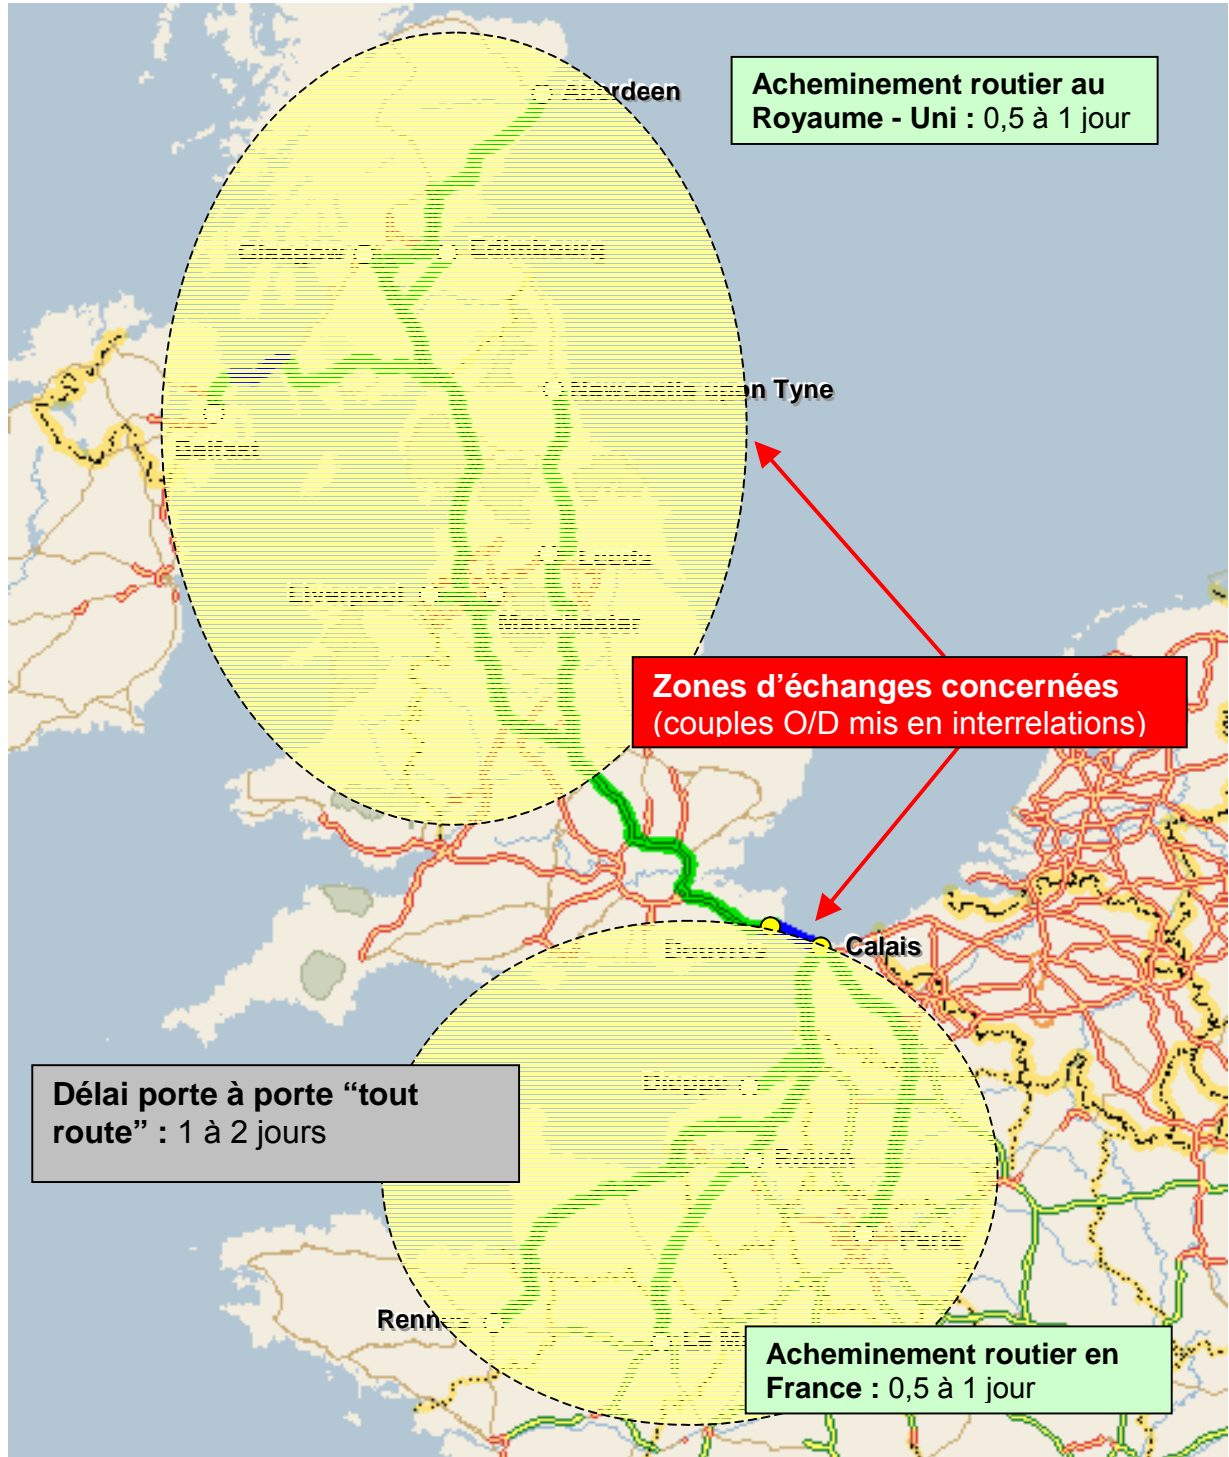 Aberdeen
Acheminement routier au
Royaume - Uni : 0,5 à 1 jour
Glasgow
Edinbourg
Newcastle upon Tyne
Belfast
Leeds
Liverpool
Manchester
Zones d’échanges concernées
(couples O/D mis en interrelations)
Calais
Délai porte à porte “tout
route” : 1 à 2 jours
Dieppe
Rouen
Paris
Rennes
Acheminement routier en
France : 0,5 à 1 jour